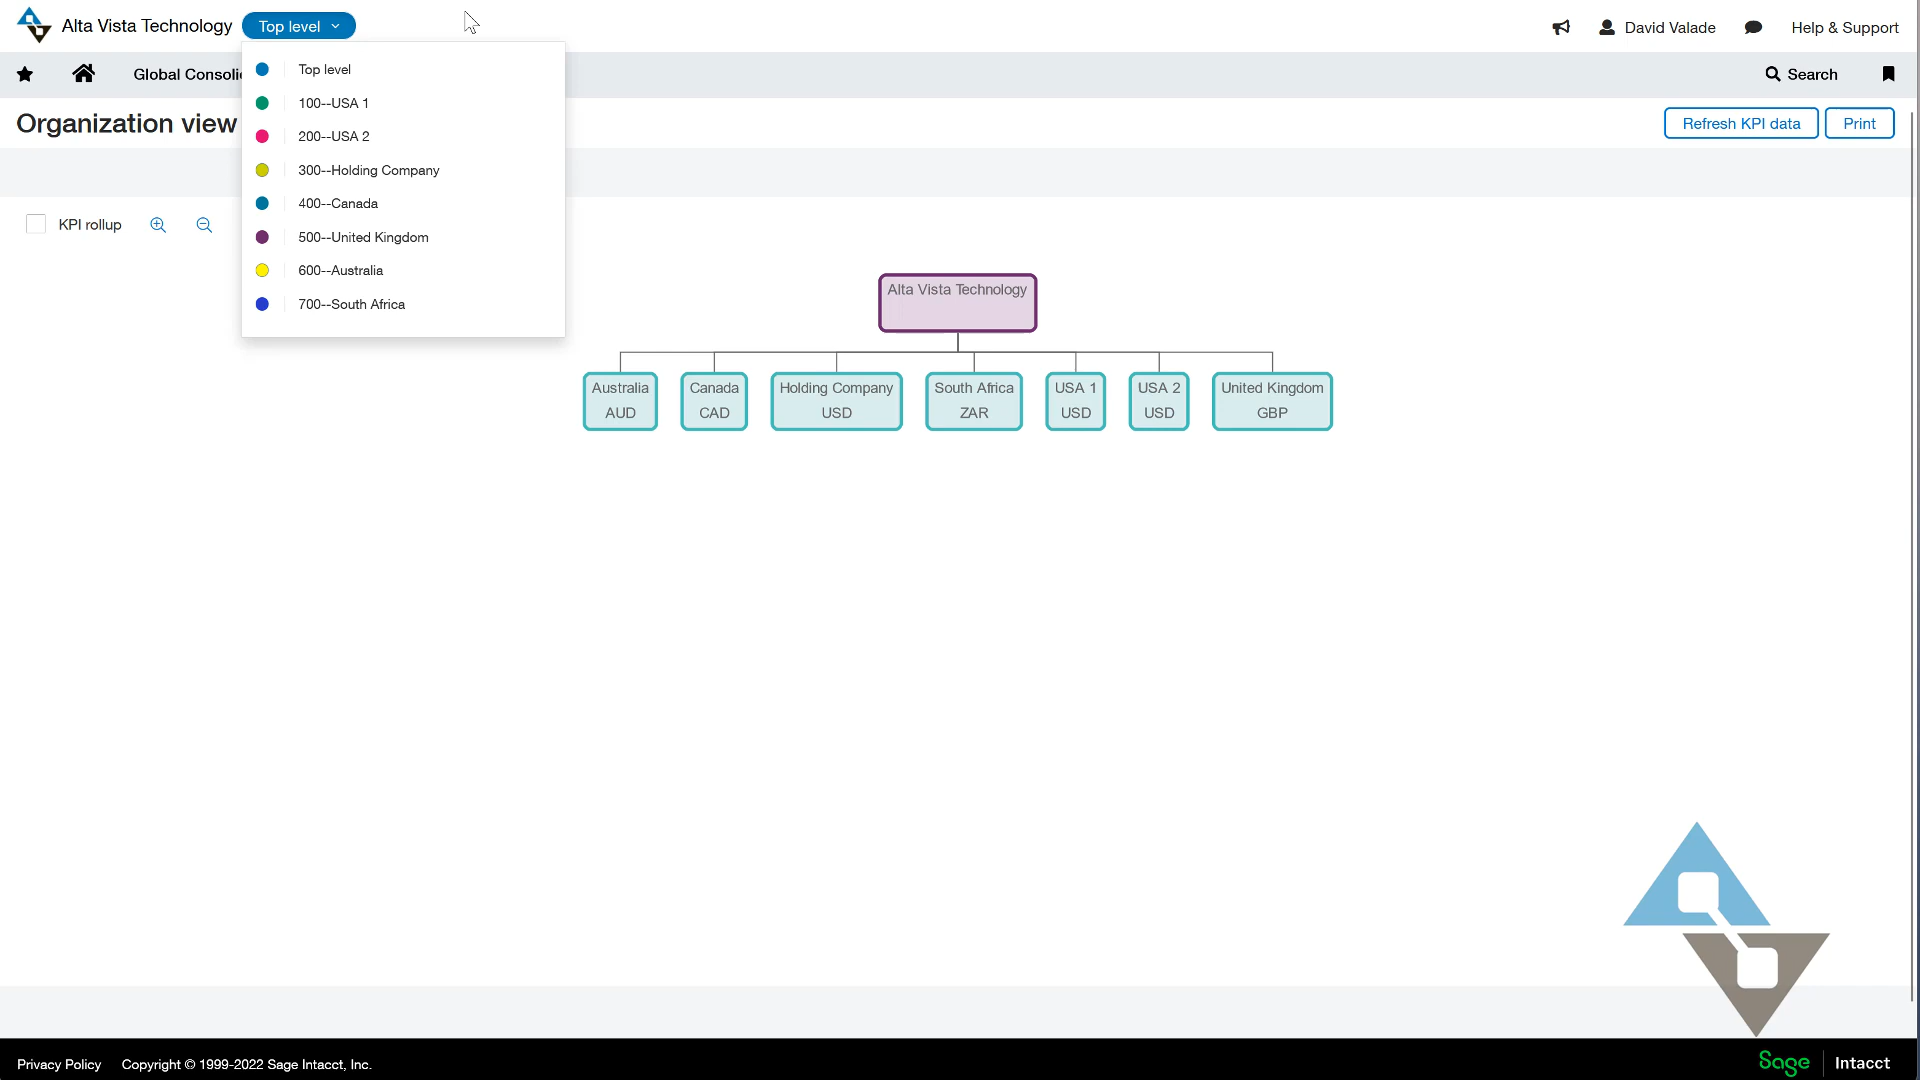 Alta Vista Technology
Top level
David Valade
Help & Support
Global Consoli
Search
Top level
100--USA 1
200--USA 2
300--Holding Company
400--Canada
500--United Kingdom
600--Australia
700--South Africa
Organization view
Refresh KPI data
Print
KPI rollup
Alta Vista Technology
Australia
AUD
Canada
CAD
Holding Company
USD
South Africa
ZAR
USA 1
USD
USA 2
USD
United Kingdom
GBP
Privacy Policy
Copyright © 1999-2022 Sage Intacct, Inc.
Sage
Intacct